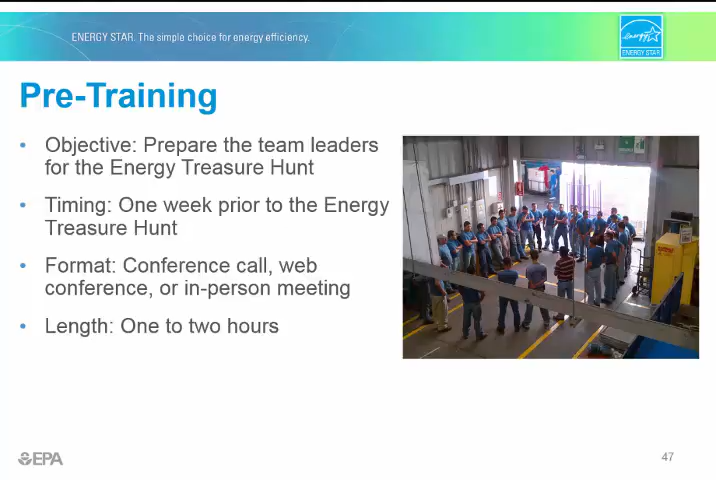 ENERGY STAR. The simple choice for energy efficiency.
energy
ENERGY STAR
Pre-Training
• Objective: Prepare the team leaders
for the Energy Treasure Hunt
• Timing: One week prior to the Energy
Treasure Hunt
• Format: Conference call, web
conference, or in-person meeting
• Length: One to two hours
EPA
47